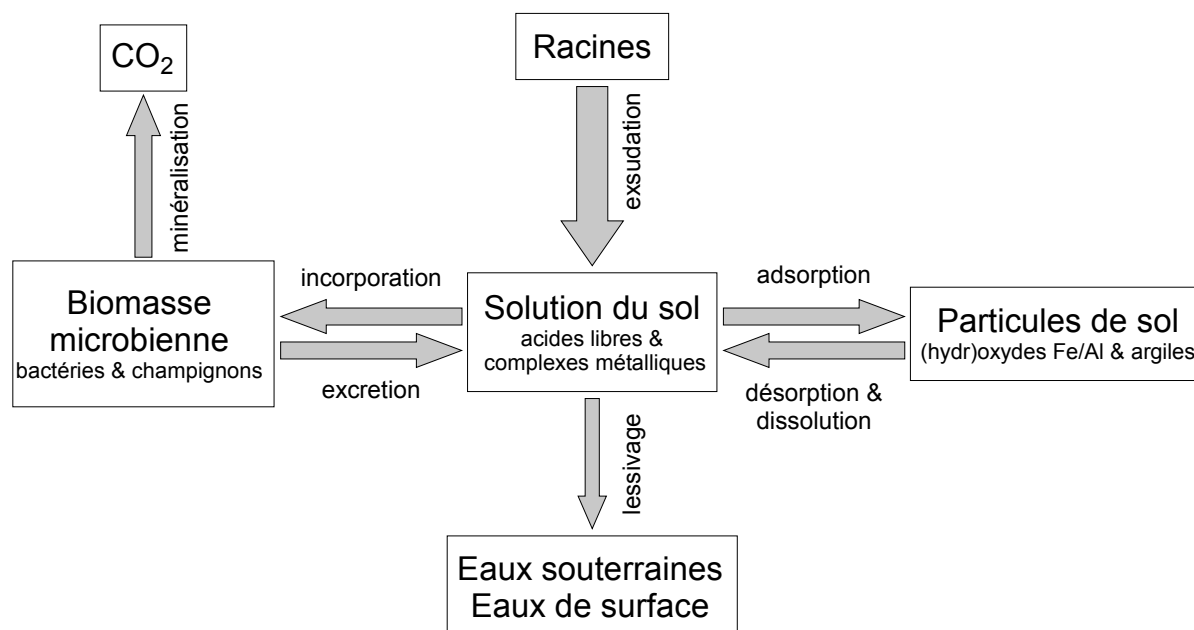 CO₂
Racines
minéralisation
exsudation
incorporation
adsorption
Biomasse
microbienne
bactéries & champignons
Solution du sol
acides libres &
complexes métalliques
Particules de sol
(hydr)oxydes Fe/Al & argiles
excretion
désorption &
dissolution
lessivage
Eaux souterraines
Eaux de surface